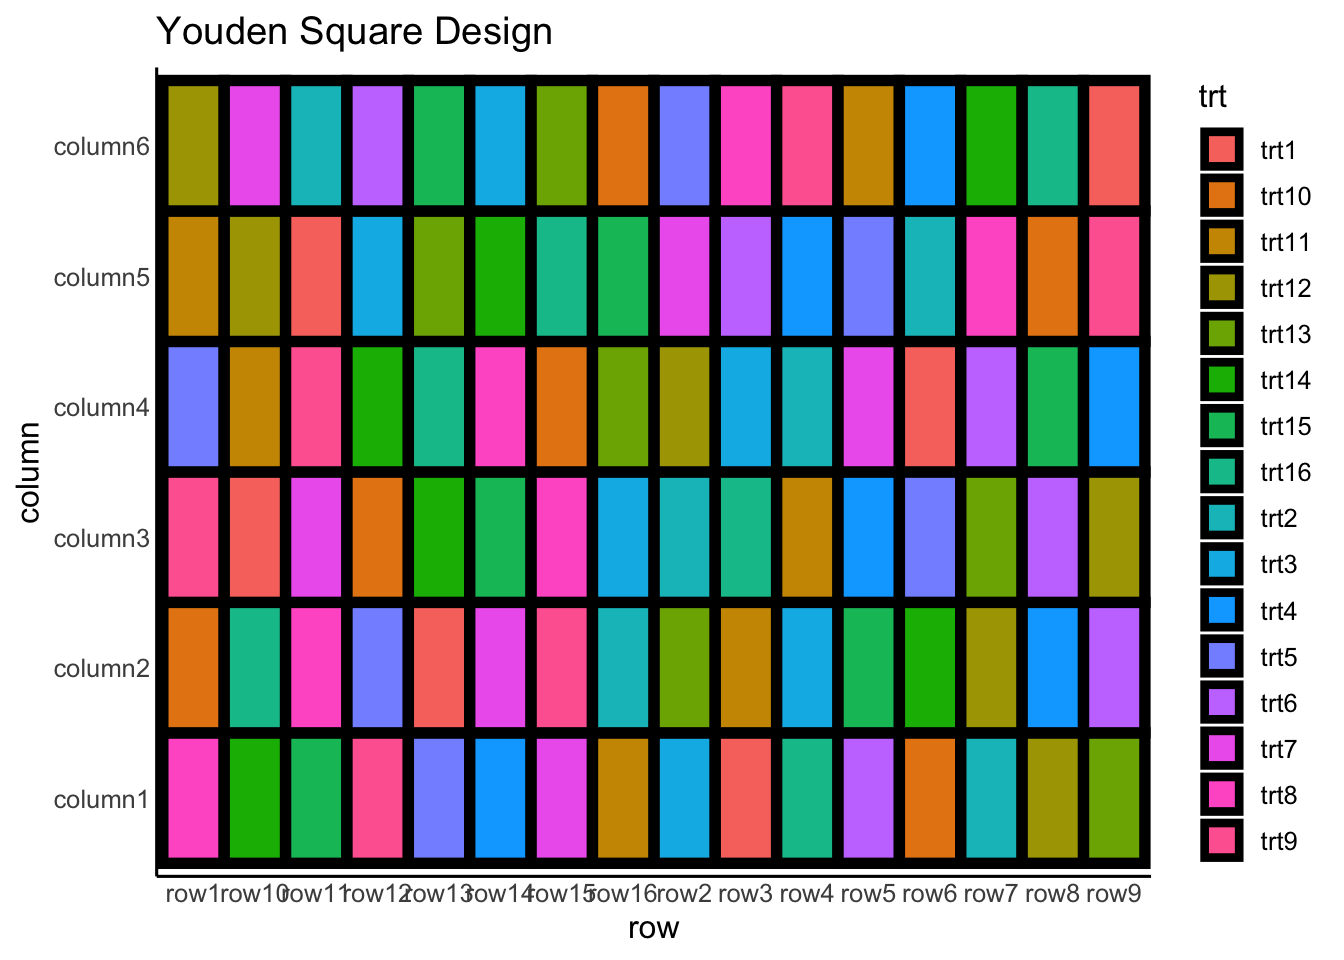 Youden Square Design
column
column6
column5
column4
column3
column2
column1
row1 row10 row11 row12 row13 row14 row15 row16 row2 row3 row4 row5 row6 row7 row8 row9
row
trt
trt1
trt10
trt11
trt12
trt13
trt14
trt15
trt16
trt2
trt3
trt4
trt5
trt6
trt7
trt8
trt9